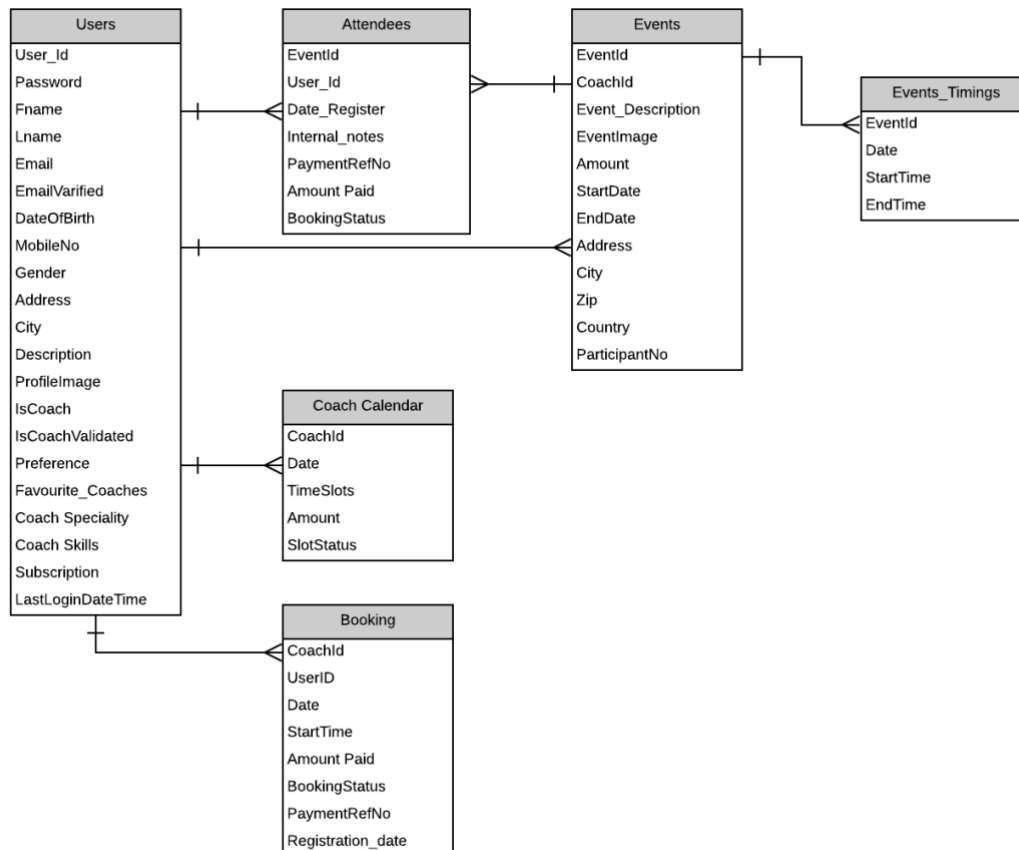 Users
User_Id
Password
Fname
Lname
Email
EmailVarified
DateOfBirth
MobileNo
Gender
Address
City
Description
ProfileImage
IsCoach
IsCoachValidated
Preference
Favourite_Coaches
Coach Speciality
Coach Skills
Subscription
LastLoginDateTime
Attendees
EventId
User_Id
Date_Register
Internal_notes
PaymentRefNo
Amount Paid
BookingStatus
Events
EventId
CoachId
Event_Description
EventImage
Amount
StartDate
EndDate
Address
City
Zip
Country
ParticipantNo
Events_Timings
EventId
Date
StartTime
EndTime
Coach Calendar
CoachId
Date
TimeSlots
Amount
SlotStatus
Booking
CoachId
UserID
Date
StartTime
Amount Paid
BookingStatus
PaymentRefNo
Registration_date